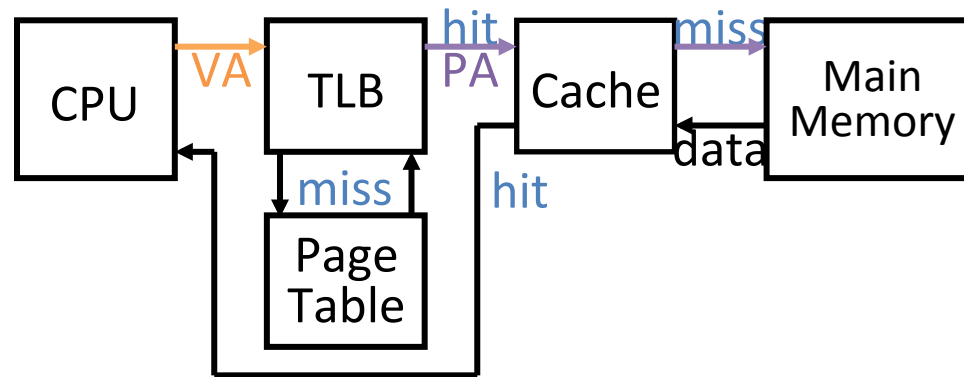 CPU
VA
TLB
hit
PA
Cache
miss
Main
Memory
data
miss
hit
Page
Table